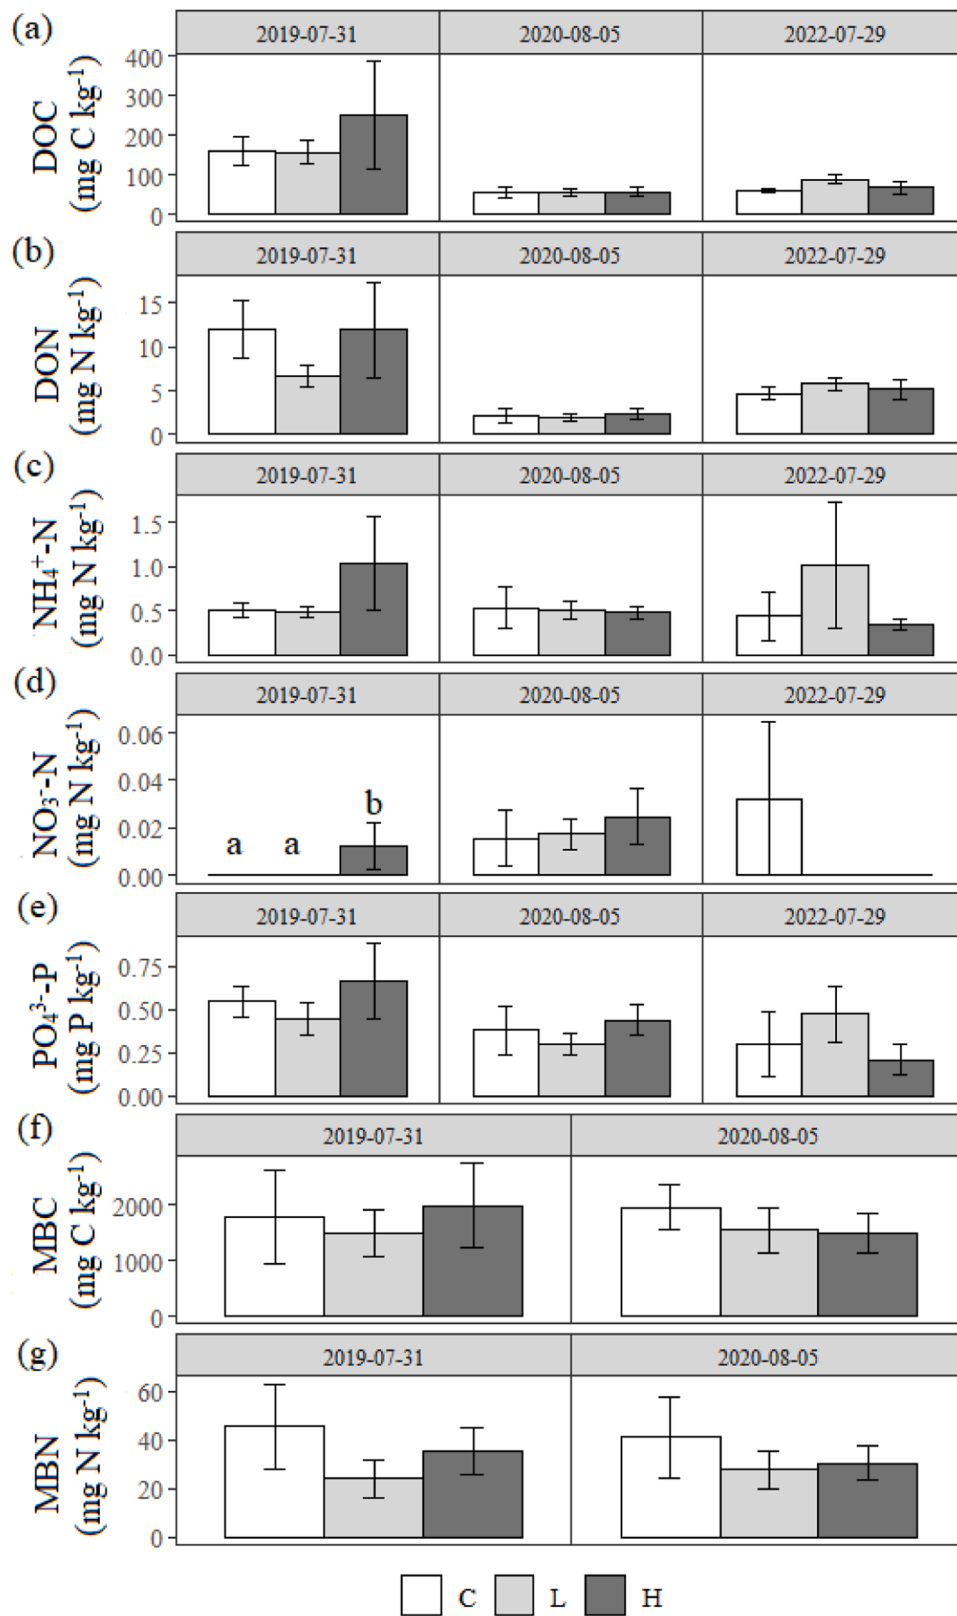 (a)
2019-07-31 2020-08-05 2022-07-29
DOC
(mg C kg⁻¹)
400
300
200
100
0
(b)
2019-07-31 2020-08-05 2022-07-29
DON
(mg N kg⁻¹)
15
10
5
0
(c)
2019-07-31 2020-08-05 2022-07-29
NH₄⁺-N
(mg N kg⁻¹)
1.5
1.0
0.5
0.0
(d)
2019-07-31 2020-08-05 2022-07-29
NO₃⁻-N
(mg N kg⁻¹)
0.06
0.04
0.02
0.00
a a b
(e)
2019-07-31 2020-08-05 2022-07-29
PO₄³⁻-P
(mg P kg⁻¹)
0.75
0.50
0.25
0.00
(f)
2019-07-31 2020-08-05
MBC
(mg C kg⁻¹)
2000
1000
0
(g)
2019-07-31 2020-08-05
MBN
(mg N kg⁻¹)
60
40
20
0
C L H